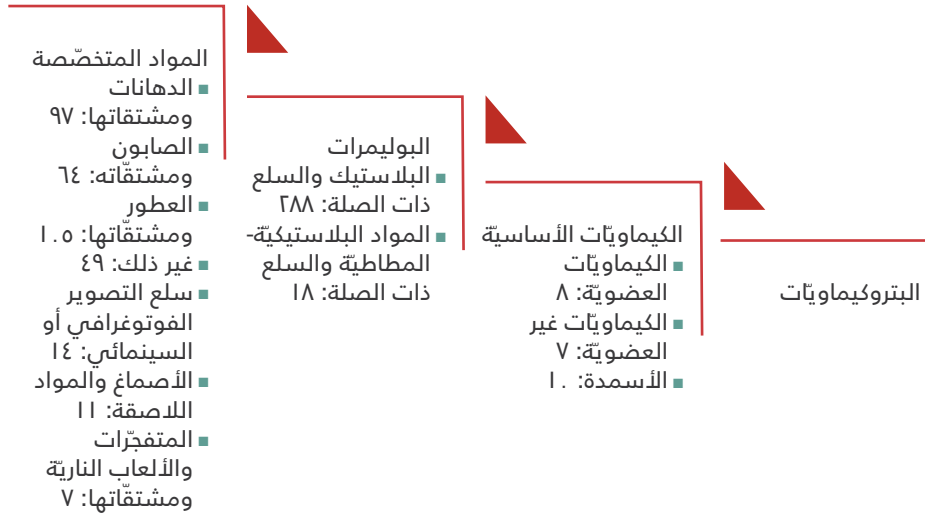 البتروكيماويّات
الكيماويّات الأساسيّة
▪ الكيماويّات
العضويّة: ٨
▪ الكيماويّات غير
العضويّة: ٧
▪ الأسمدة: ١٠
البوليمرات
▪ البلاستيك والسلع
ذات الصلة: ٢٨٨
▪ المواد البلاستيكيّة-
المطاطيّة والسلع
ذات الصلة: ١٨
المواد المتخصّصة
▪ الدهانات
ومشتقاتها: ٩٧
▪ الصابون
ومشتقّاته: ٦٤
▪ العطور
ومشتقّاتها: ١٠٥
▪ غير ذلك: ٤٩
▪ سلع التصوير
الفوتوغرافي أو
السينمائي: ١٤
▪ الأصماغ والمواد
اللاصقة: ١١
▪ المتفجّرات
والألعاب الناريّة
ومشتقّاتها: ٧